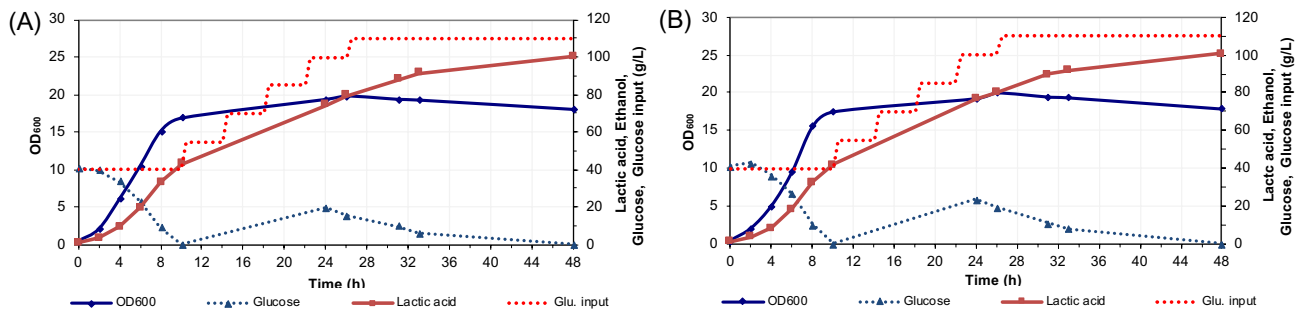 (A)
30
25
20
15
10
5
0
OD600
120
100
80
60
40
20
0
Lactic acid, Ethanol,
Glucose, Glucose input (g/L)
0 4 8 12 16 20 24 28 32 36 40 44 48
Time (h)
OD600 Glucose Lactic acid Glu. input
(B)
30
25
20
15
10
5
0
OD600
120
100
80
60
40
20
0
Lacto acid, Ethanol,
Glucose, Glucose input (g/L)
0 4 8 12 16 20 24 28 32 36 40 44 48
Time (h)
OD600 Glucose Lactic acid Glu. input